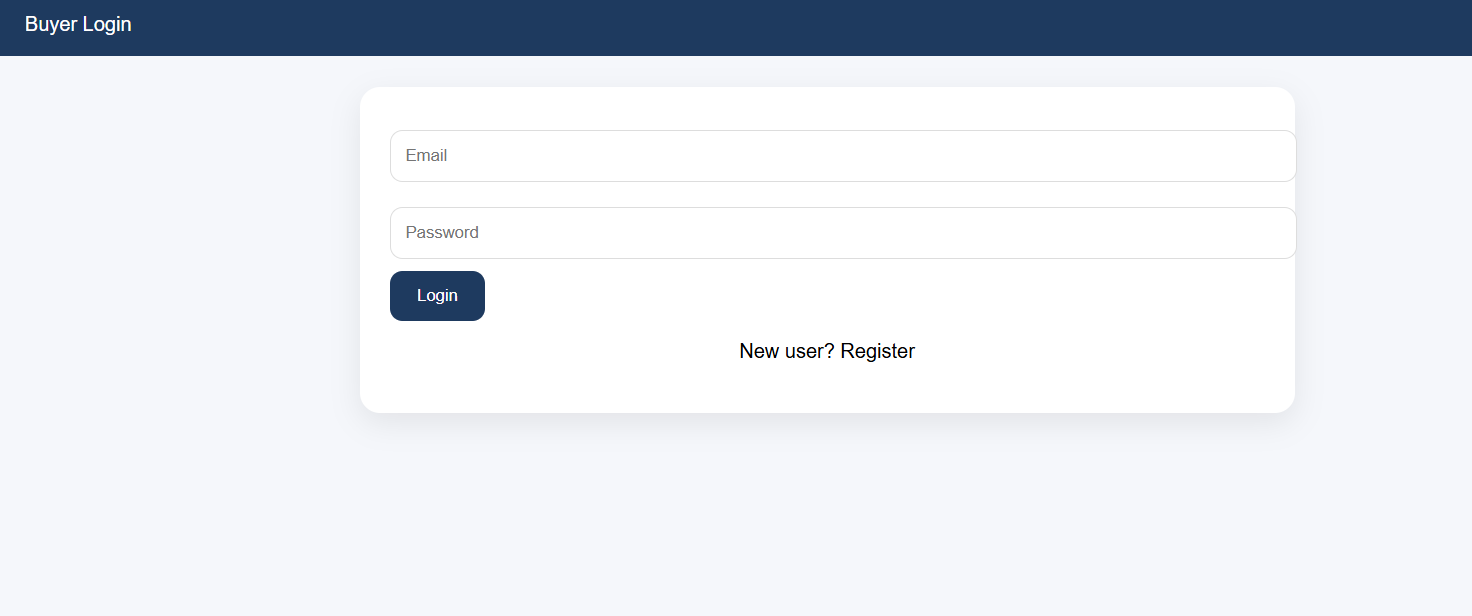 Buyer Login
Email
Password
Login
New user? Register